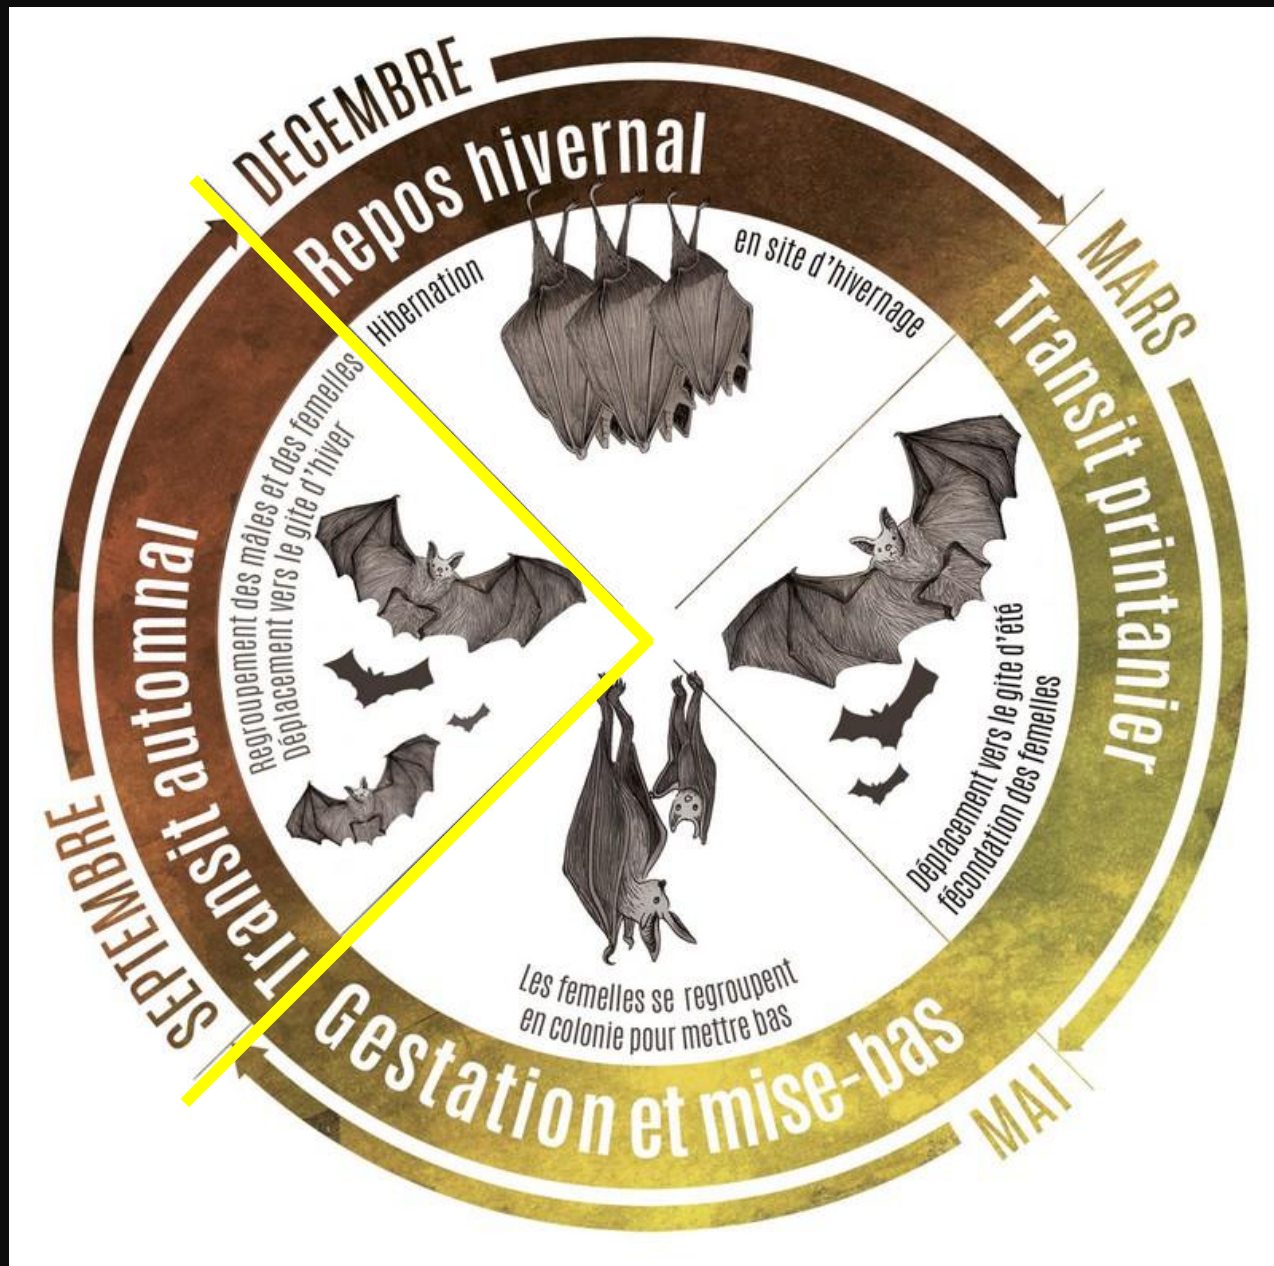 DECEMBRE
Repos hivernal
Hibernation
en site d'hivernage
MARS
Transit printanier
Déplacement vers le gite d'été
fécondation des femelles
MAI
Gestation et mise-bas
Les femelles se regroupent
en colonie pour mettre bas
SEPTEMBRE
Transit automnal
Regroupement des mâles et des femelles
Déplacement vers le gite d'hiver